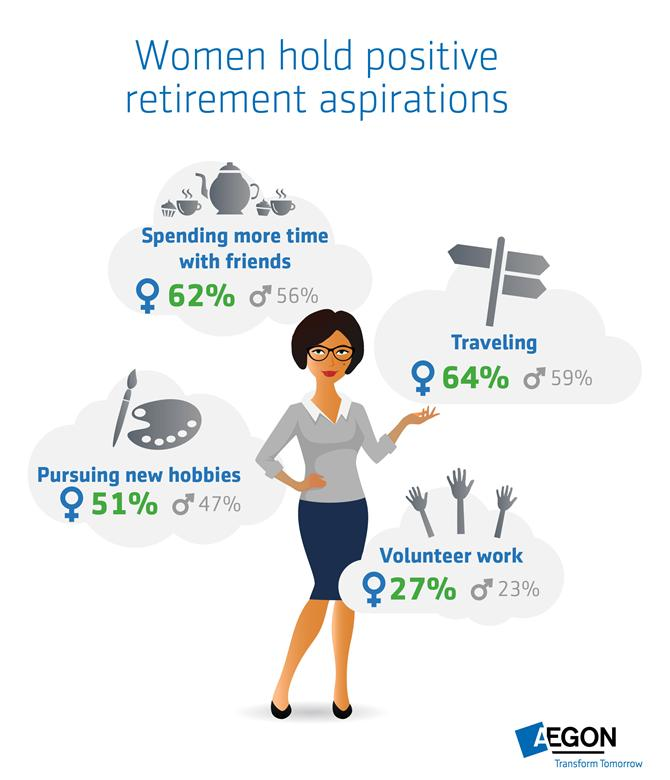 Women hold positive
retirement aspirations
Spending more time
with friends
62% 56%
Traveling
64% 59%
Pursuing new hobbies
51% 47%
Volunteer work
27% 23%
AEGON
Transform Tomorrow